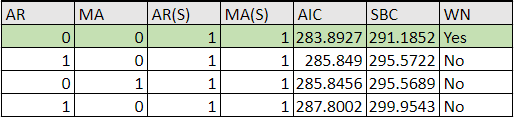 AR MA AR(S) MA(S) AIC SBC WN
0 0 1 1 283.8927 291.1852 Yes
1 0 1 1 285.849 295.5722 No
0 1 1 1 285.8456 295.5689 No
1 0 1 1 287.8002 299.9543 No